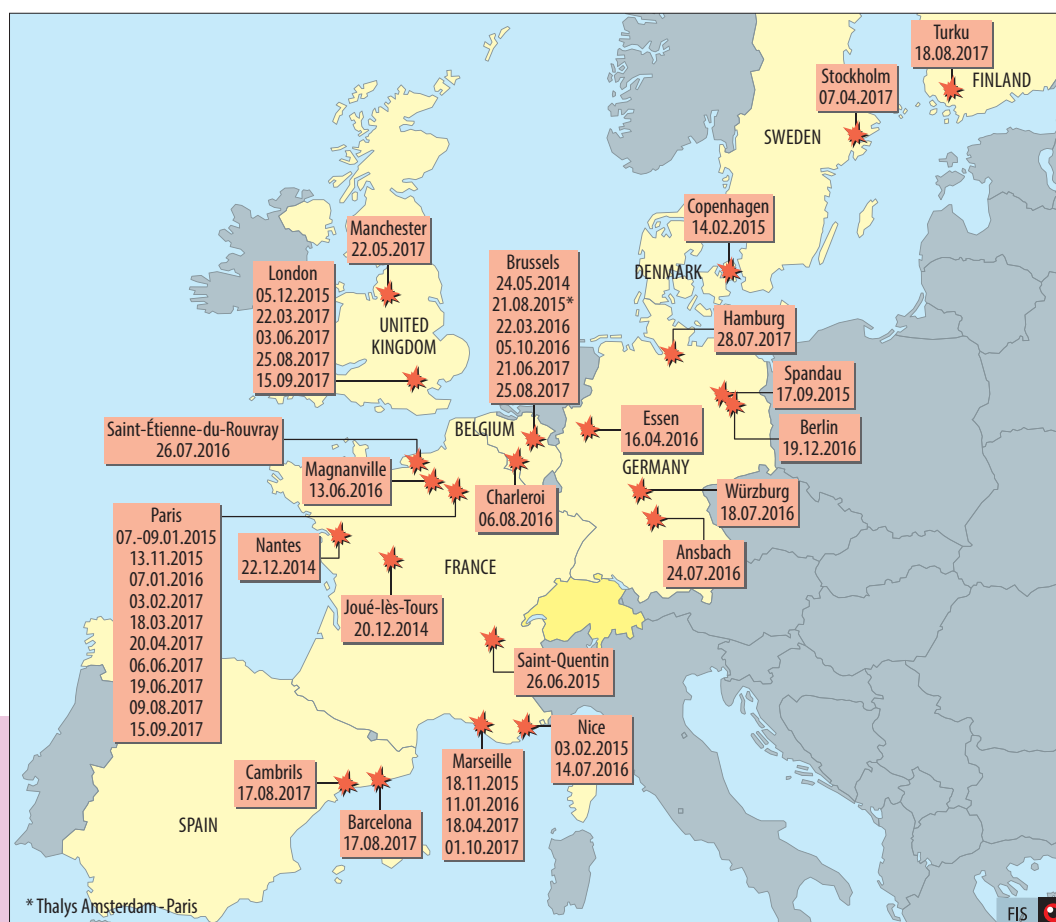 Turku
18.08.2017
FINLAND
Stockholm
07.04.2017
SWEDEN
Copenhagen
14.02.2015
DENMARK
Manchester
22.05.2017
London
05.12.2015
22.03.2017
03.06.2017
25.08.2017
15.09.2017
UNITED
KINGDOM
Brussels
24.05.2014
21.08.2015*
22.03.2016
05.10.2016
21.06.2017
25.08.2017
Hamburg
28.07.2017
Spandau
17.09.2015
Berlin
19.12.2016
Essen
16.04.2016
GERMANY
BELGIUM
Saint-Étienne-du-Rouvray
26.07.2016
Magnanville
13.06.2016
Charleroi
06.08.2016
Würzburg
18.07.2016
Ansbach
24.07.2016
Paris
07.-09.01.2015
13.11.2015
07.01.2016
03.02.2017
18.03.2017
20.04.2017
06.06.2017
19.06.2017
09.08.2017
15.09.2017
Nantes
22.12.2014
FRANCE
Joué-lès-Tours
20.12.2014
Saint-Quentin
26.06.2015
Nice
03.02.2015
14.07.2016
Marseille
18.11.2015
11.01.2016
18.04.2017
01.10.2017
Cambrils
17.08.2017
Barcelona
17.08.2017
SPAIN
* Thalys Amsterdam - Paris
FIS